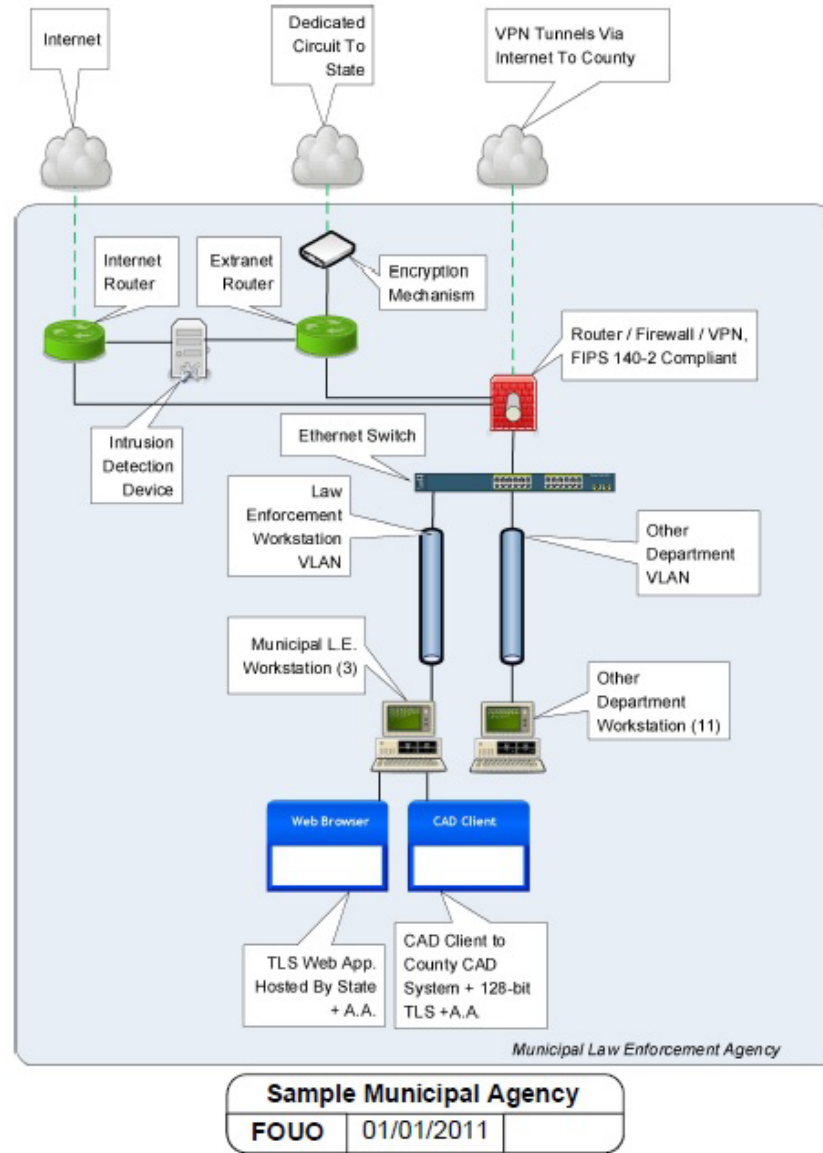 Internet
Dedicated
Circuit To
State
VPN Tunnels Via
Internet To County
Internet
Router
Extranet
Router
Encryption
Mechanism
Router / Firewall / VPN,
FIPS 140-2 Compliant
Intrusion
Detection
Device
Ethernet Switch
Law
Enforcement
Workstation
VLAN
Other
Department
VLAN
Municipal L.E.
Workstation (3)
Other
Department
Workstation (11)
Web Browser
CAD Client
TLS Web App.
Hosted By State
+ A.A.
CAD Client to
County CAD
System + 128-bit
TLS +A.A.
Municipal Law Enforcement Agency
Sample Municipal Agency
FOUO 01/01/2011